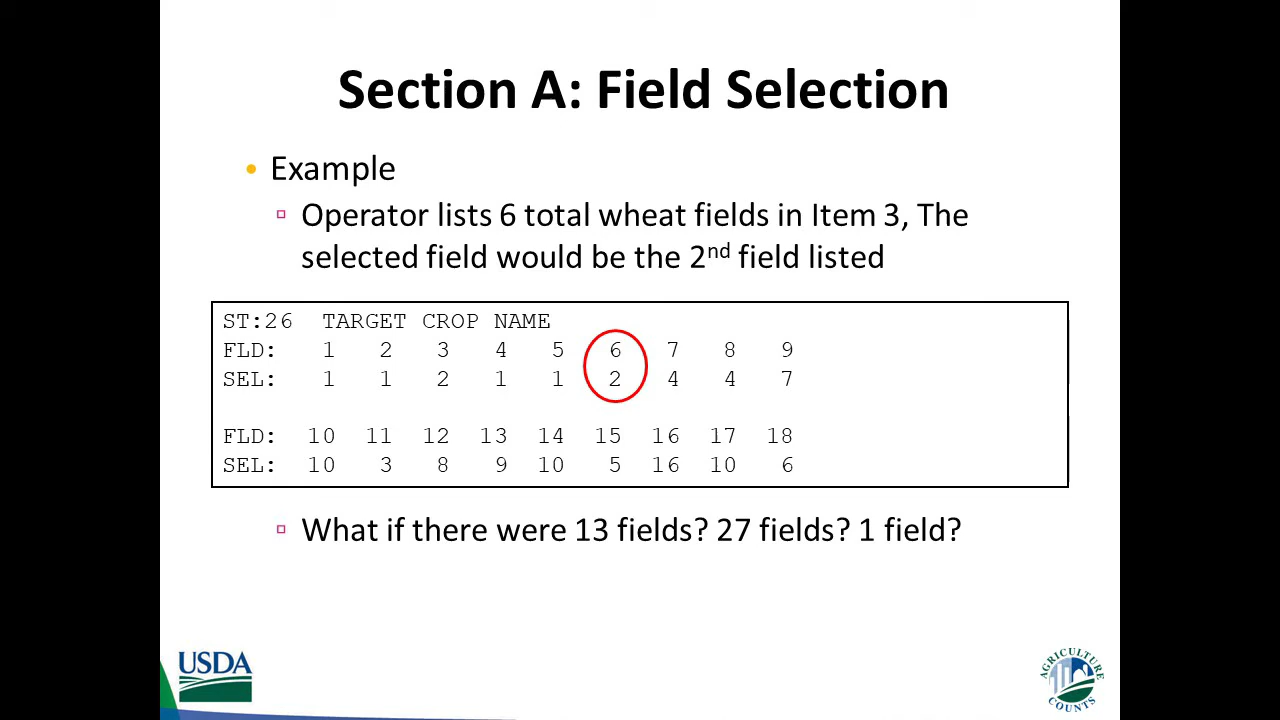 Section A: Field Selection
• Example
▫ Operator lists 6 total wheat fields in Item 3, The
selected field would be the 2nd field listed
ST:26 TARGET CROP NAME
FLD: 1 2 3 4 5 6 7 8 9
SEL: 1 1 2 1 1 2 4 4 7
FLD: 10 11 12 13 14 15 16 17 18
SEL: 10 3 8 9 10 5 16 10 6
▫ What if there were 13 fields? 27 fields? 1 field?
USDA
AGRICULTURE
COUNTS